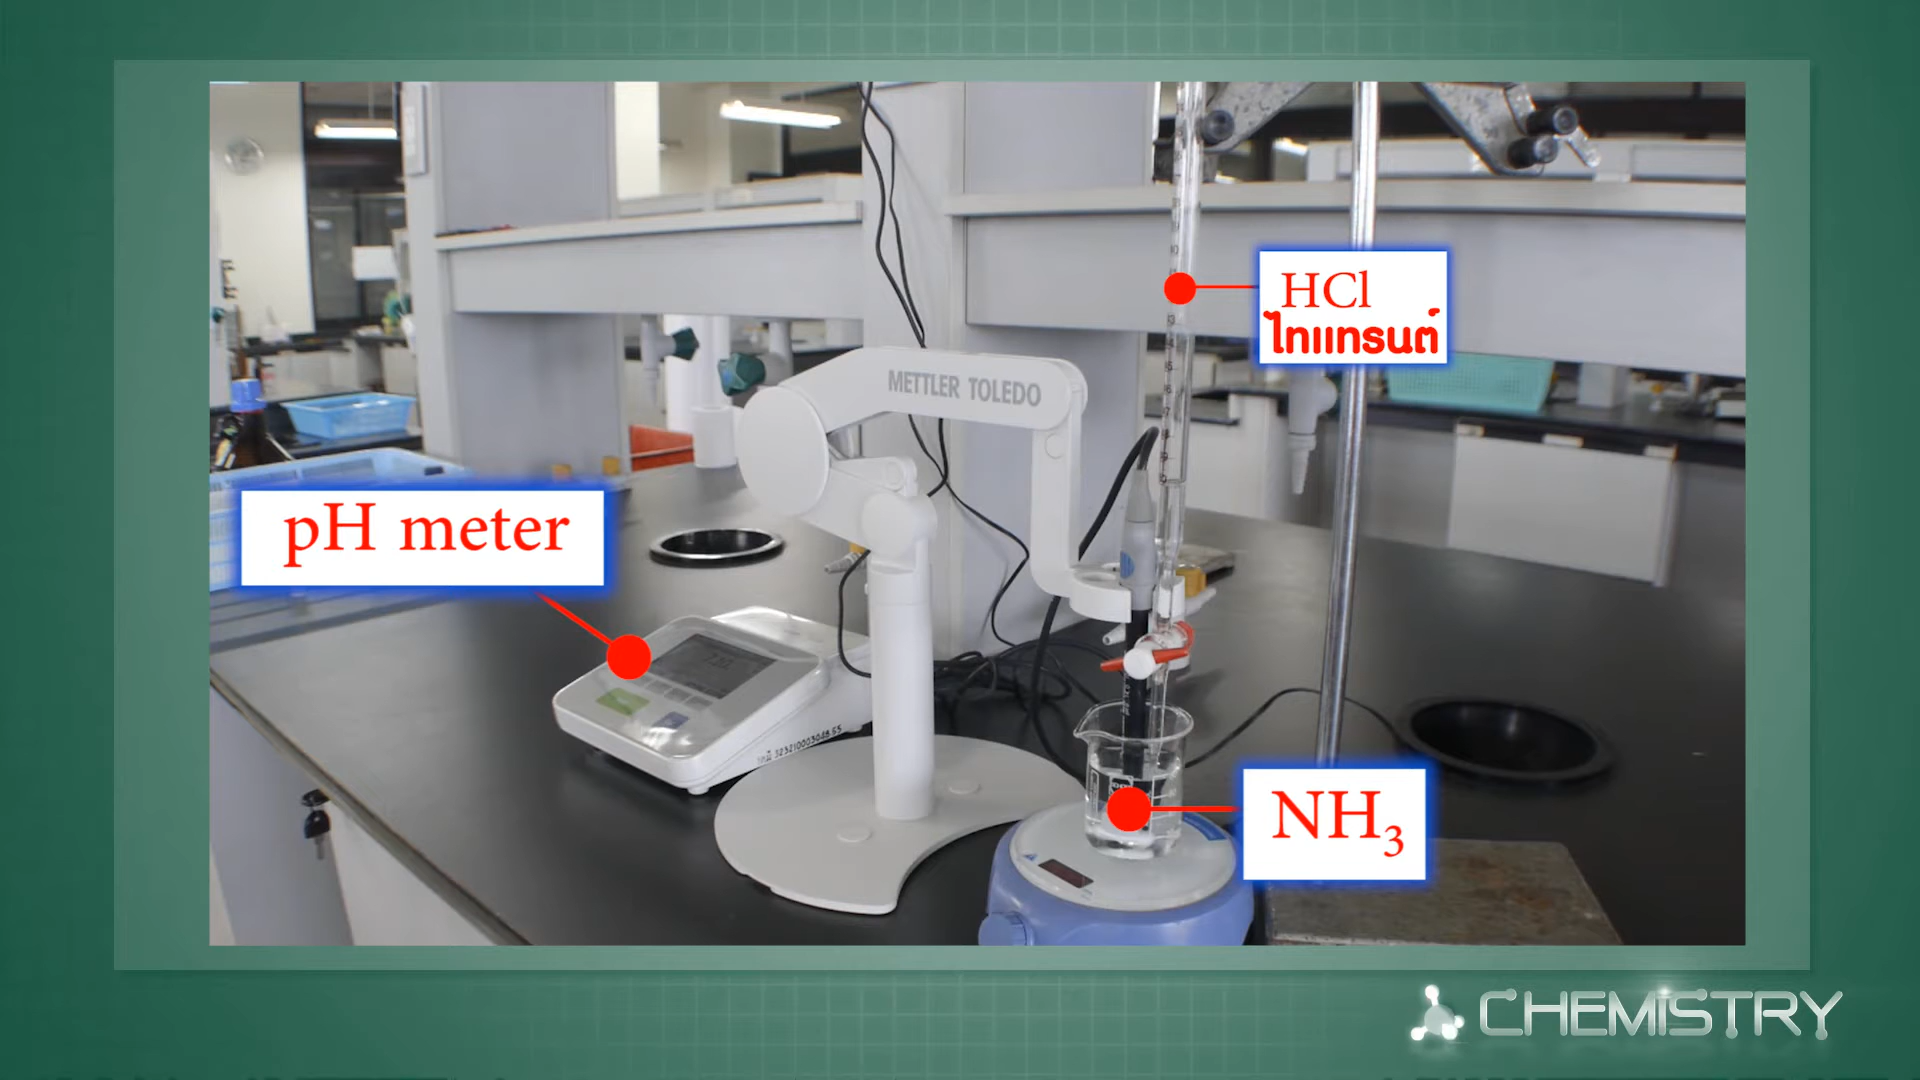 HCl
ไทแทรนต์
METTLER TOLEDO
pH meter
NH₃
CHEMISTRY